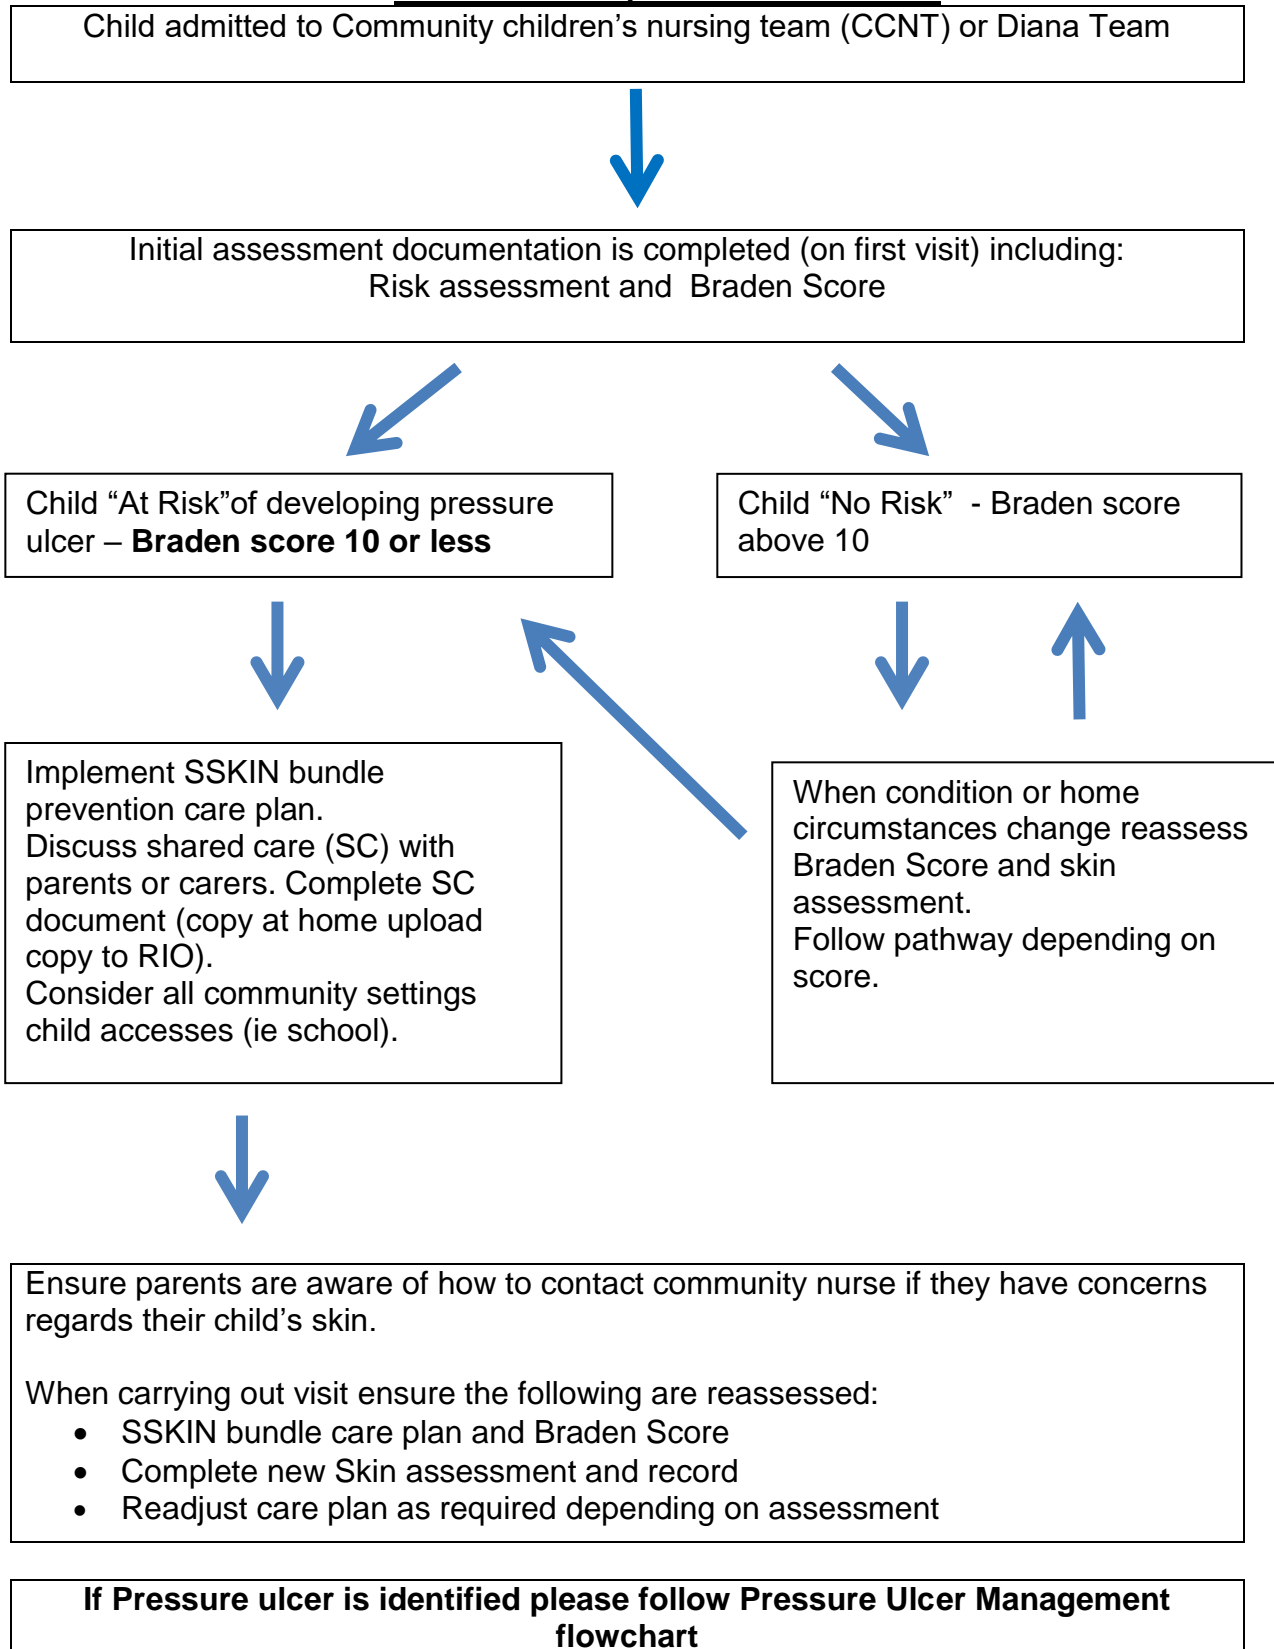 Child admitted to Community children’s nursing team (CCNT) or Diana Team
Initial assessment documentation is completed (on first visit) including:
Risk assessment and  Braden Score
Child “At Risk”of developing pressure
ulcer – Braden score 10 or less
Child “No Risk”  - Braden score
above 10
Implement SSKIN bundle
prevention care plan.
Discuss shared care (SC) with
parents or carers. Complete SC
document (copy at home upload
copy to RIO).
Consider all community settings
child accesses (ie school).
When condition or home
circumstances change reassess
Braden Score and skin
assessment.
Follow pathway depending on
score.
Ensure parents are aware of how to contact community nurse if they have concerns
regards their child’s skin.
When carrying out visit ensure the following are reassessed:
• SSKIN bundle care plan and Braden Score
• Complete new Skin assessment and record
• Readjust care plan as required depending on assessment
If Pressure ulcer is identified please follow Pressure Ulcer Management
flowchart